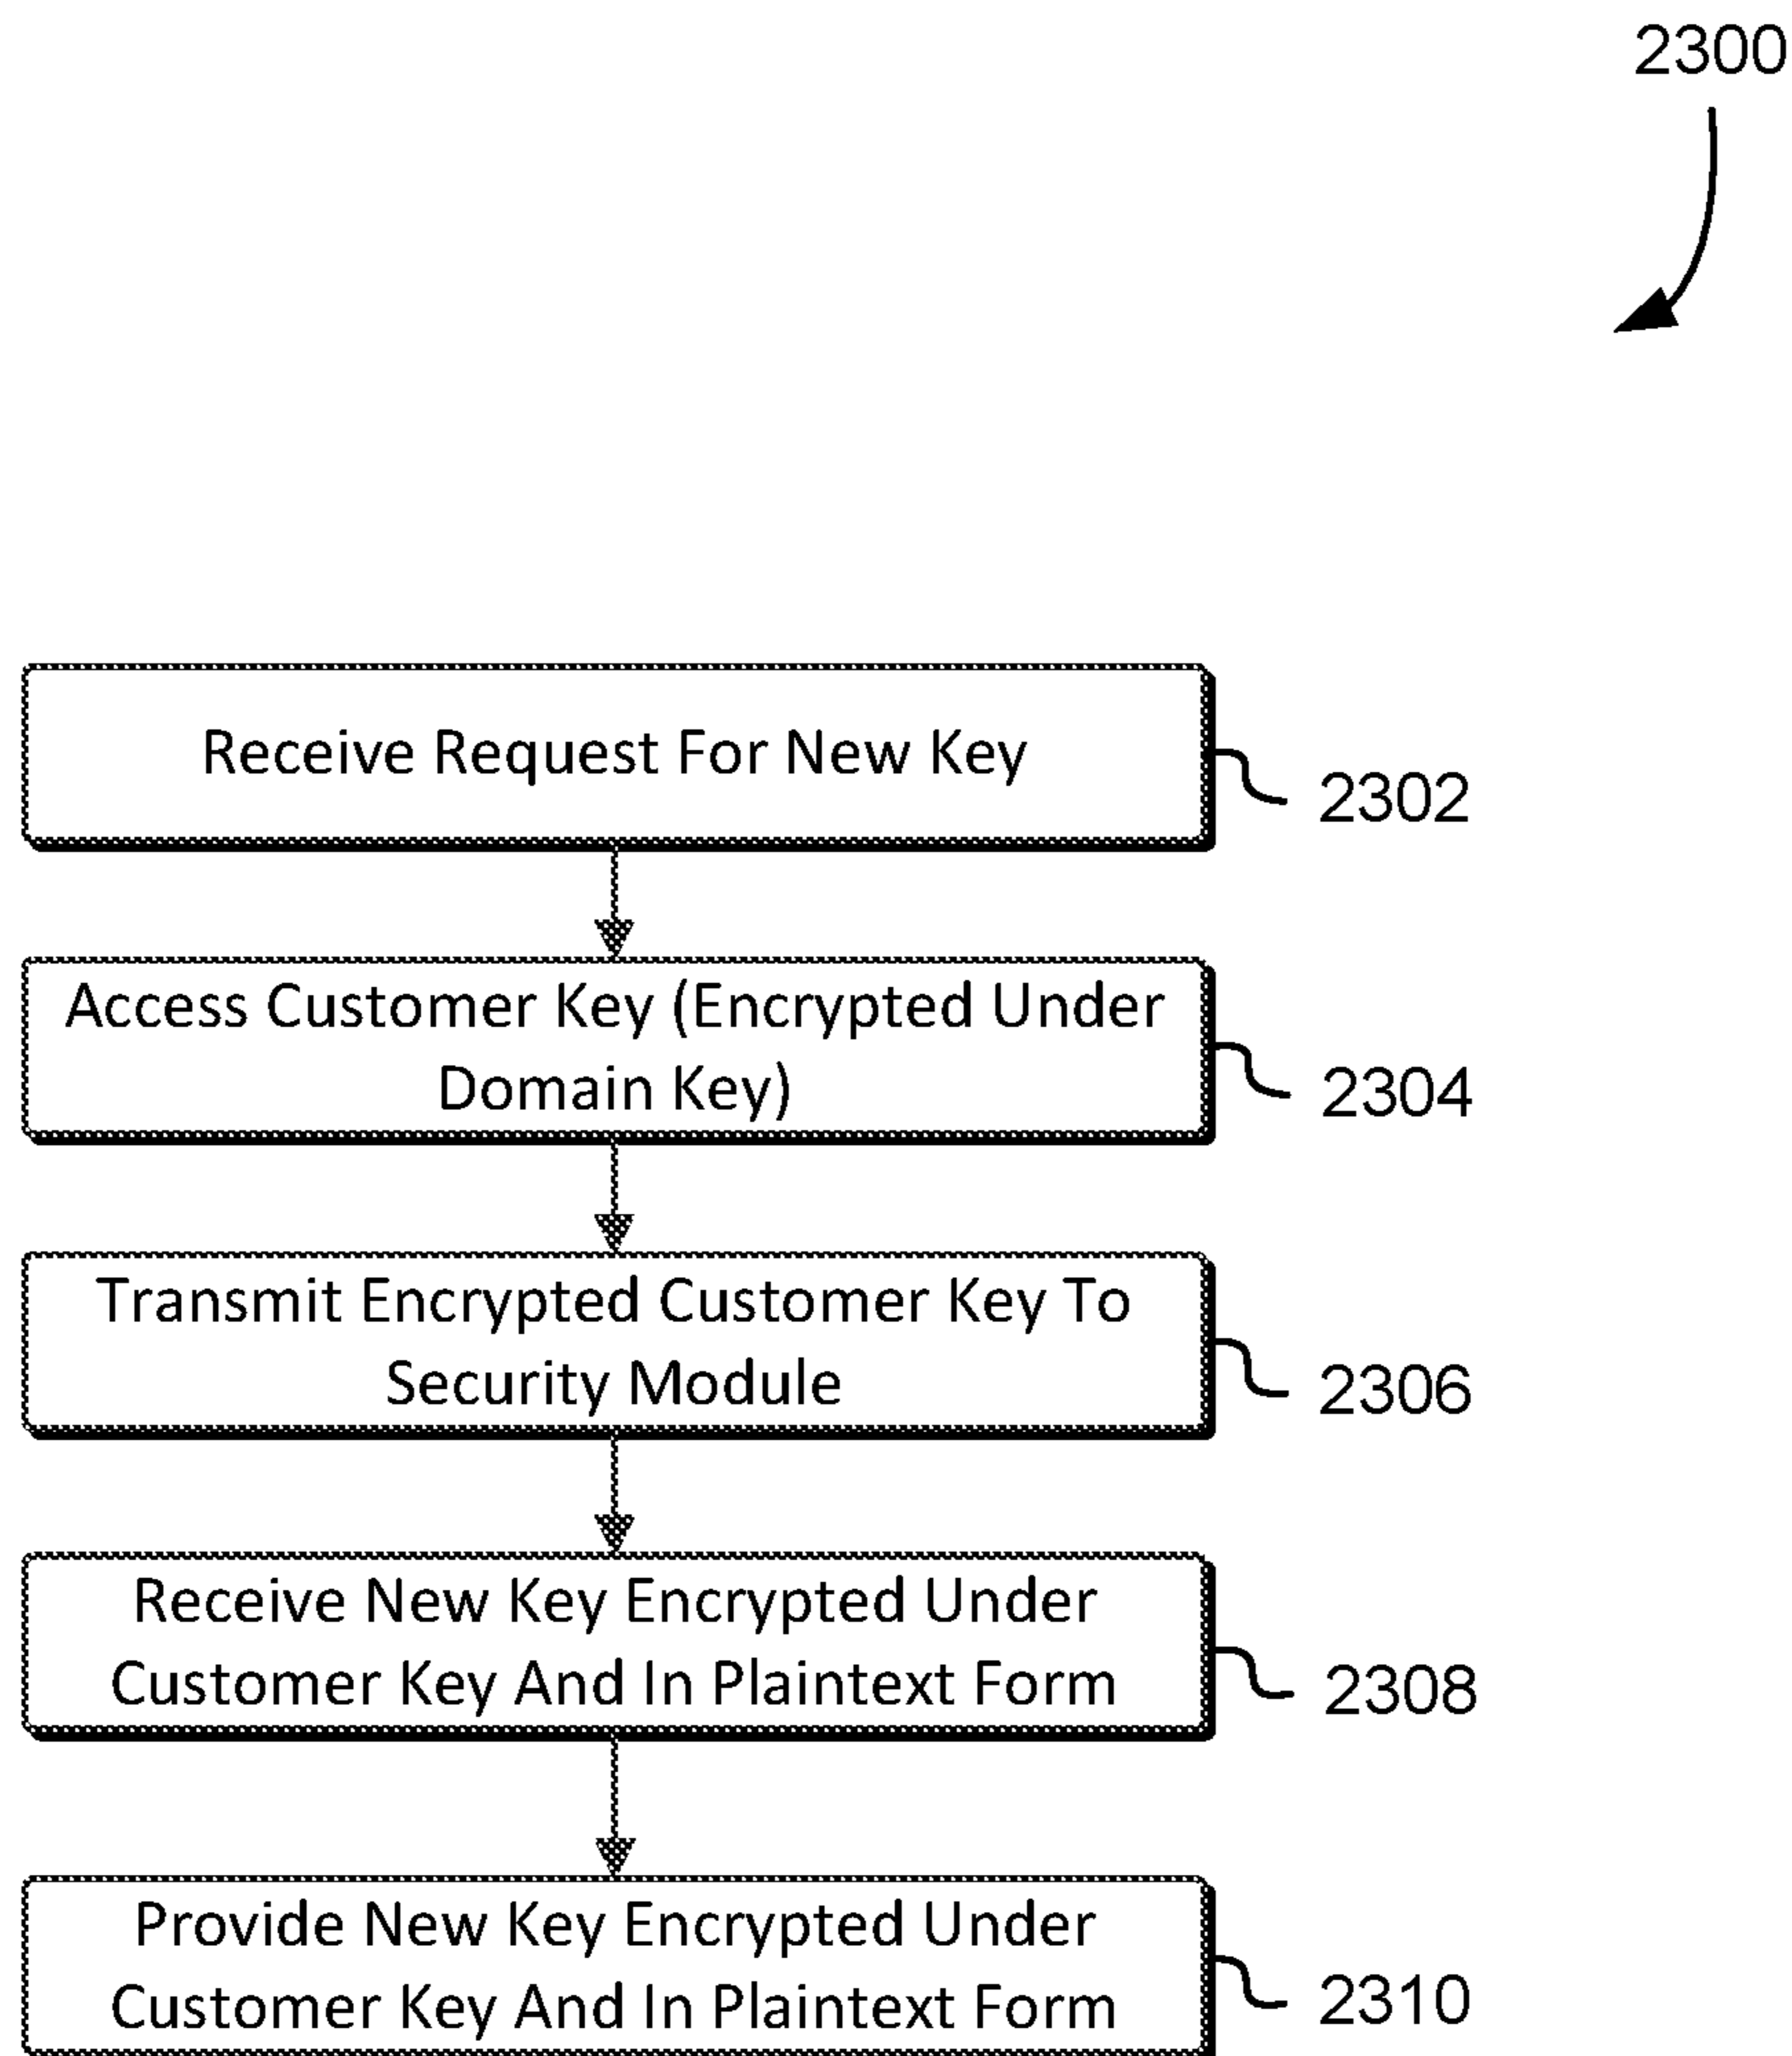 2300
Receive Request For New Key
2302
Access Customer Key (Encrypted Under
Domain Key)
2304
Transmit Encrypted Customer Key To
Security Module
2306
Receive New Key Encrypted Under
Customer Key And In Plaintext Form
2308
Provide New Key Encrypted Under
Customer Key And In Plaintext Form
2310